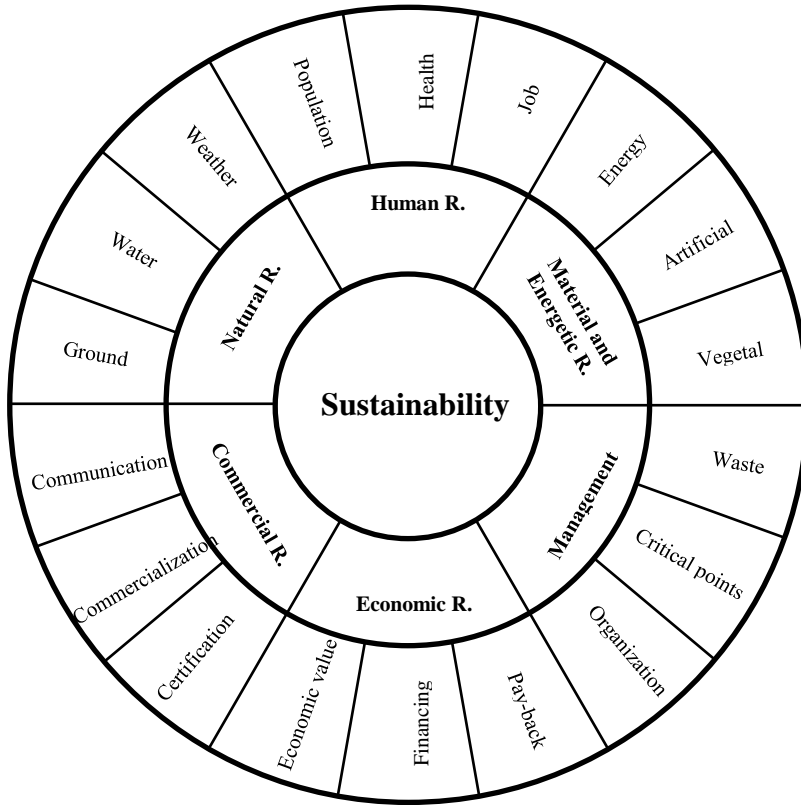 Population
Health
Job
Weather
Energy
Human R.
Water
Artificial
Natural R.
Material and
Energetic R.
Ground
Vegetal
Sustainability
Communication
Commercial R.
Management
Waste
Commercialization
Critical points
Economic R.
Certification
Organization
Economic value
Financing
Pay-back